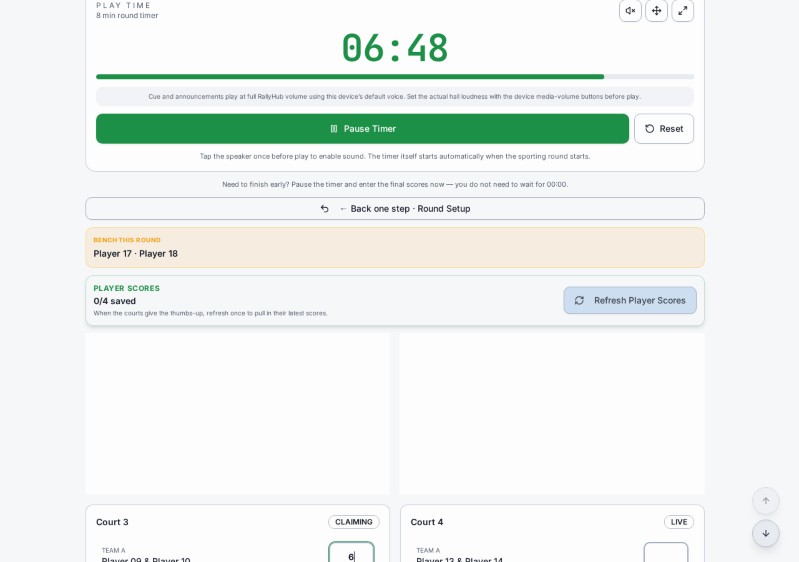 PLAY TIME
8 min round timer
06:48
Cue and announcements play at full RallyHub volume using this device's default voice. Set the actual hall loudness with the device media-volume buttons before play.
Pause Timer
Reset
Tap the speaker once before play to enable sound. The timer itself starts automatically when the sporting round starts.
Need to finish early? Pause the timer and enter the final scores now — you do not need to wait for 00:00.
← Back one step · Round Setup
BENCH THIS ROUND
Player 17 · Player 18
PLAYER SCORES
0/4 saved
When the courts give the thumbs-up, refresh once to pull in their latest scores.
Refresh Player Scores
Court 3
CLAIMING
Court 4
LIVE
TEAM A
Player 09 & Player 10
6
TEAM A
Player 13 & Player 14